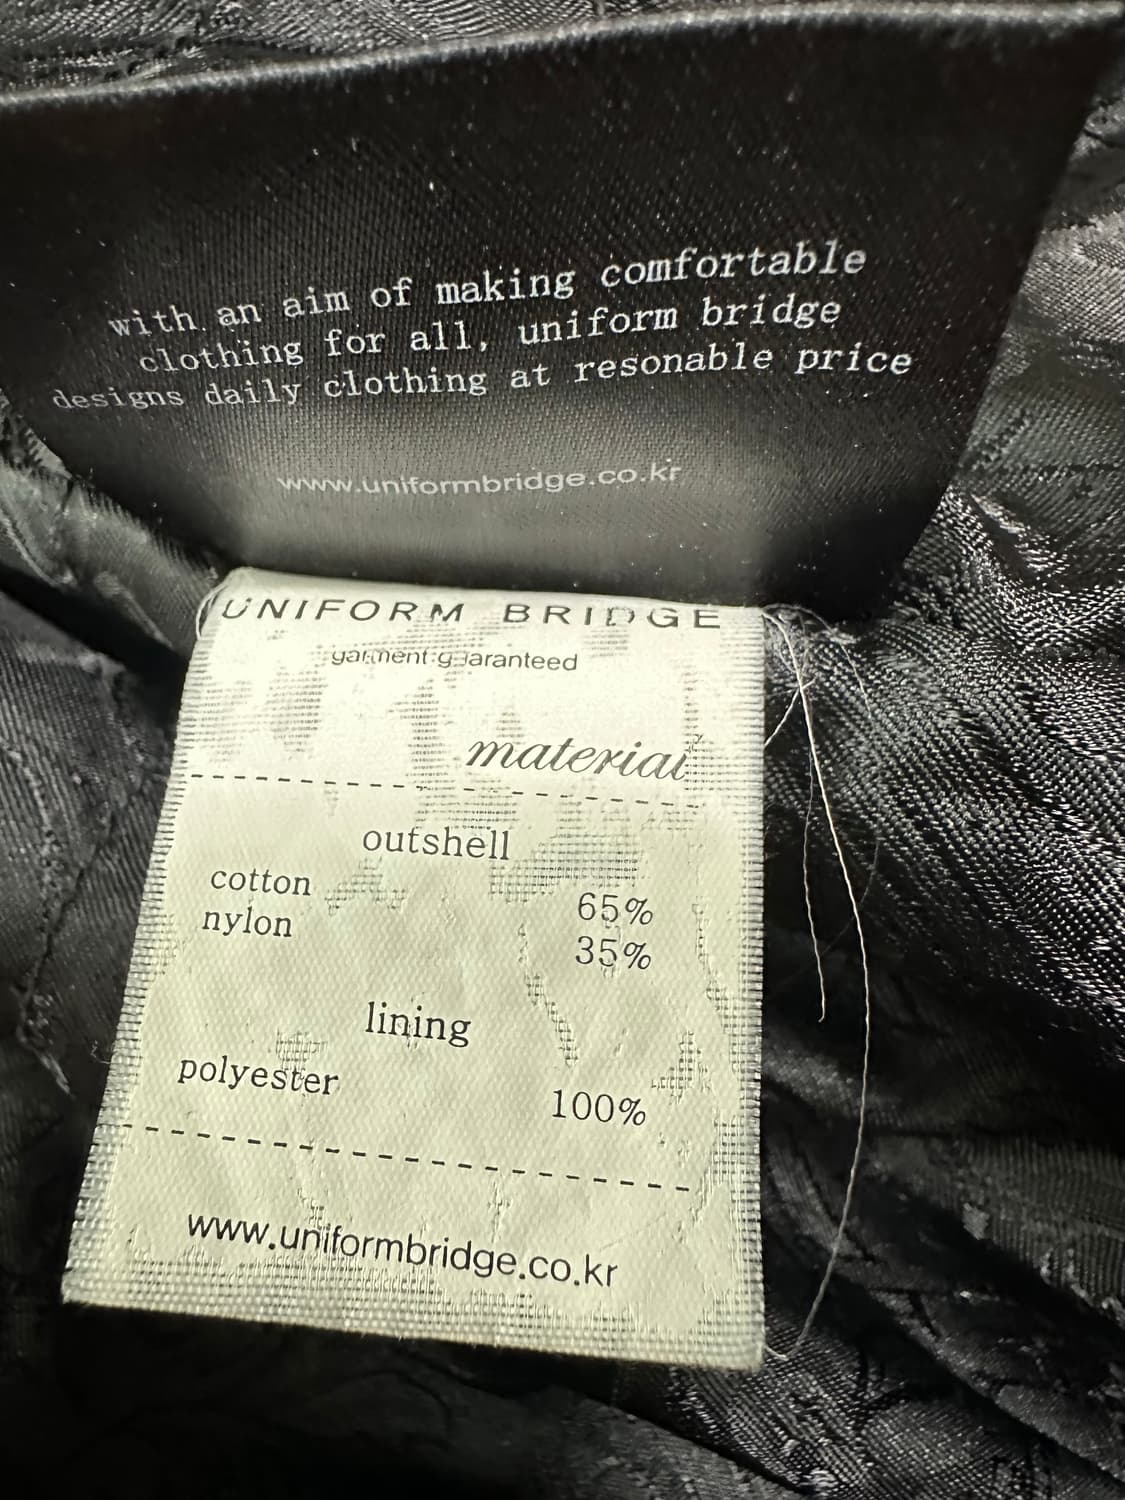 with an aim of making comfortable
clothing for all, uniform bridge
designs daily clothing at resonable price
www.uniformbridge.co.kr
UNIFORM BRIDGE
garment guaranteed
material
outshell
cotton 65%
nylon 35%
lining
polyester 100%
www.uniformbridge.co.kr